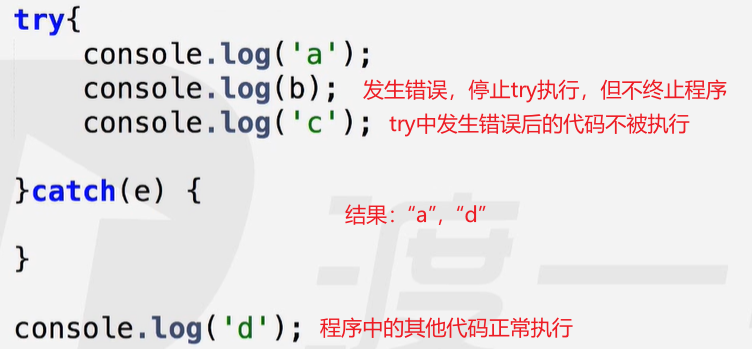 try{
console.log('a');
console.log(b); 发生错误，停止try执行，但不终止程序
console.log('c'); try中发生错误后的代码不被执行
}catch(e) {
结果：“a”，“d”
}
console.log('d'); 程序中的其他代码正常执行
渡一